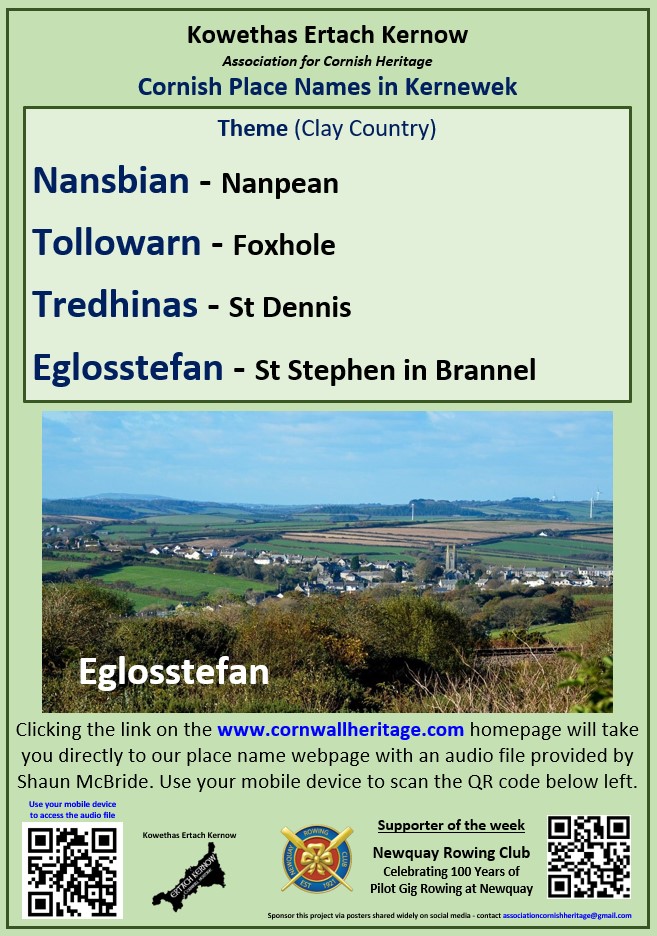 Kowethas Ertach Kernow
Association for Cornish Heritage
Cornish Place Names in Kernewek
Theme (Clay Country)
Nansbian - Nanpean
Tollowarn - Foxhole
Tredhinas - St Dennis
Eglosstefan - St Stephen in Brannel
Eglosstefan
Clicking the link on the www.cornwallheritage.com homepage will take
you directly to our place name webpage with an audio file provided by
Shaun McBride. Use your mobile device to scan the QR code below left.
Use your mobile device
to access the audio file
Kowethas Ertach Kernow
ERTACH KERNOW
NEWQUAY ROWING CLUB
EST 1921
Supporter of the week
Newquay Rowing Club
Celebrating 100 Years of
Pilot Gig Rowing at Newquay
Sponsor this project via posters shared widely on social media - contact associationcornishheritage@gmail.com